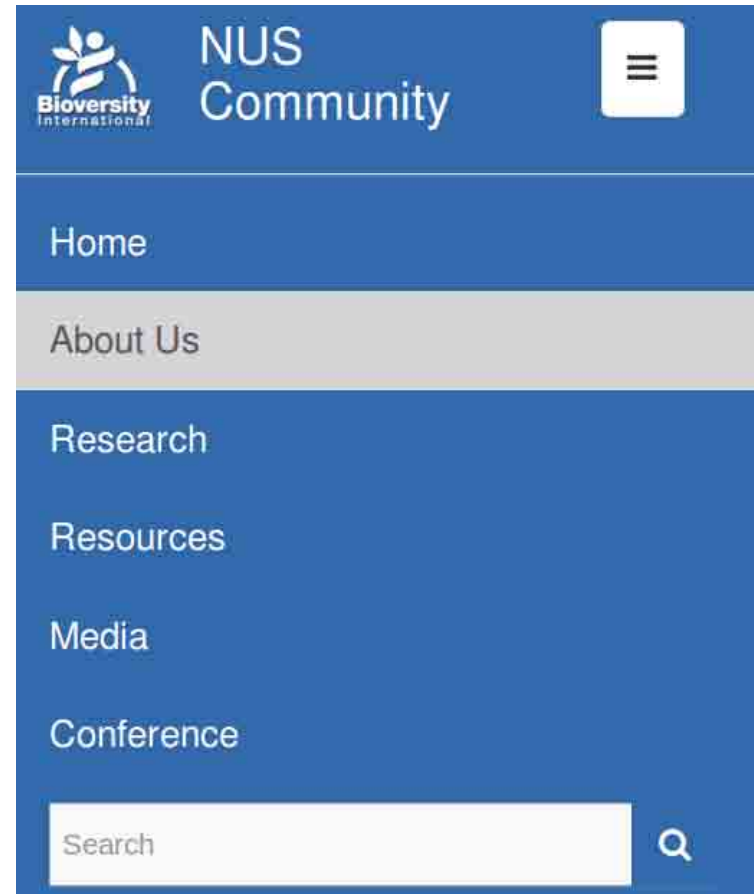 NUS
Community
Bioversity
International
Home
About Us
Research
Resources
Media
Conference
Search